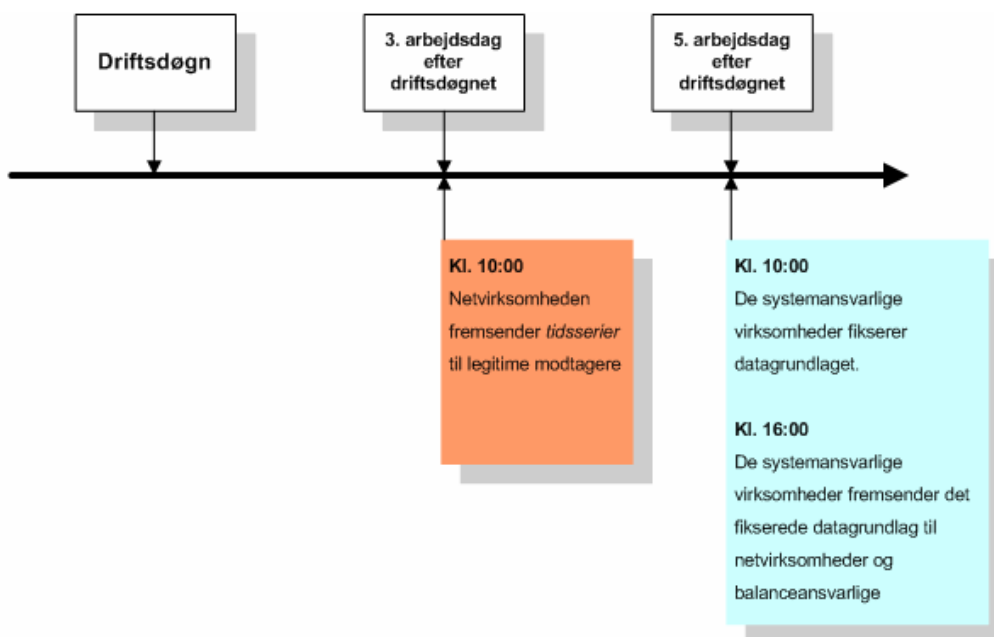 Driftsdøgn
3. arbejdsdag
efter
driftsdøgnet
5. arbejdsdag
efter
driftsdøgnet
Kl. 10:00
Netvirksomheden
fremsender tidsserier
til legitime modtagere
Kl. 10:00
De systemansvarlige
virksomheder fikserer
datagrundlaget.
Kl. 16:00
De systemansvarlige
virksomheder fremsender det
fikserede datagrundlag til
netvirksomheder og
balanceansvarlige